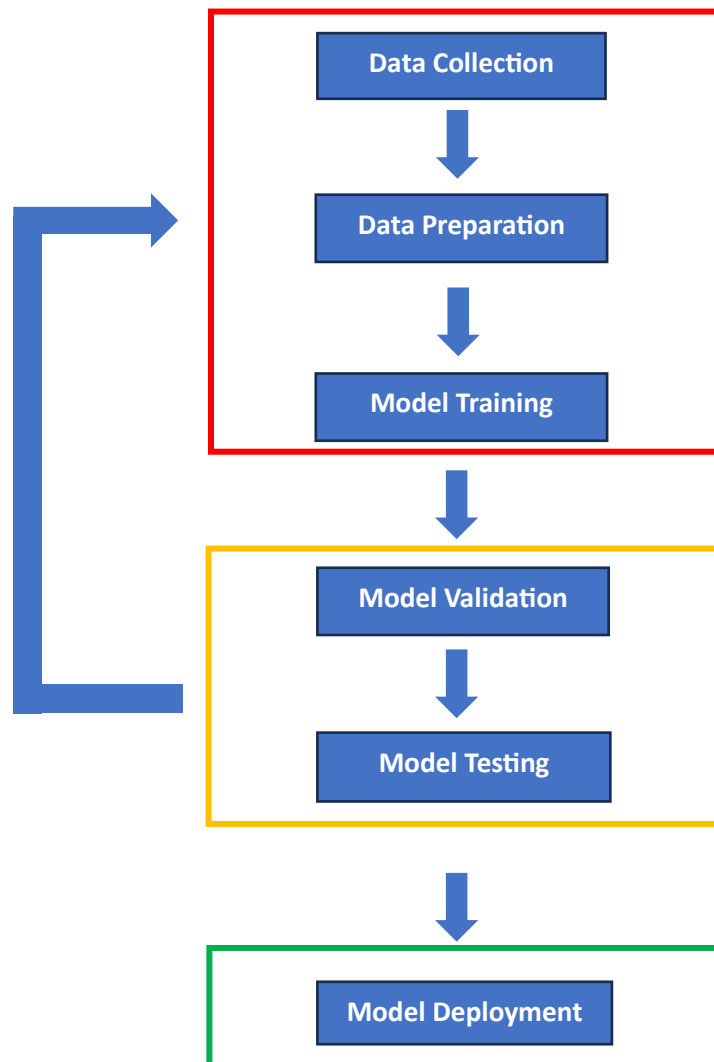 Data Collection
Data Preparation
Model Training
Model Validation
Model Testing
Model Deployment